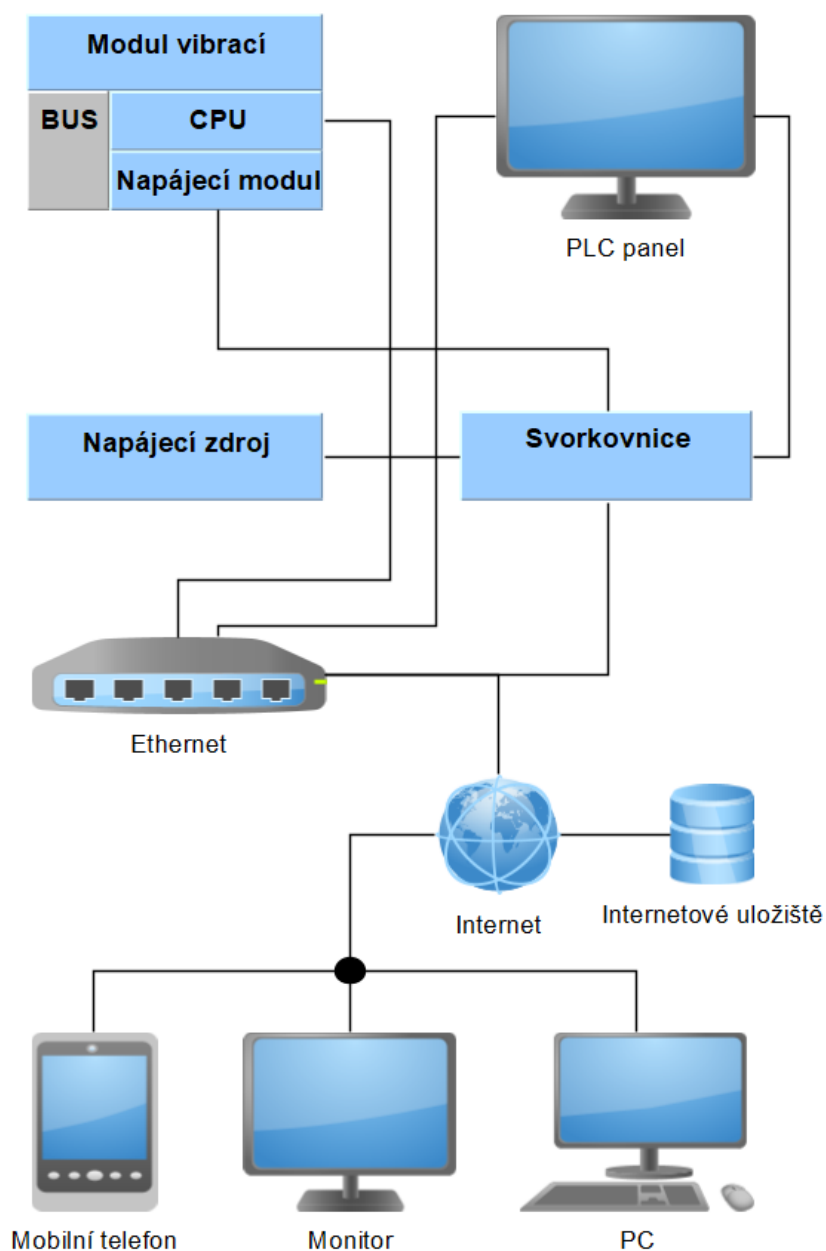 Modul vibrací
BUS
CPU
Napájecí modul
PLC panel
Napájecí zdroj
Svorkovnice
Ethernet
Internet
Internetové uložiště
Mobilní telefon
Monitor
PC